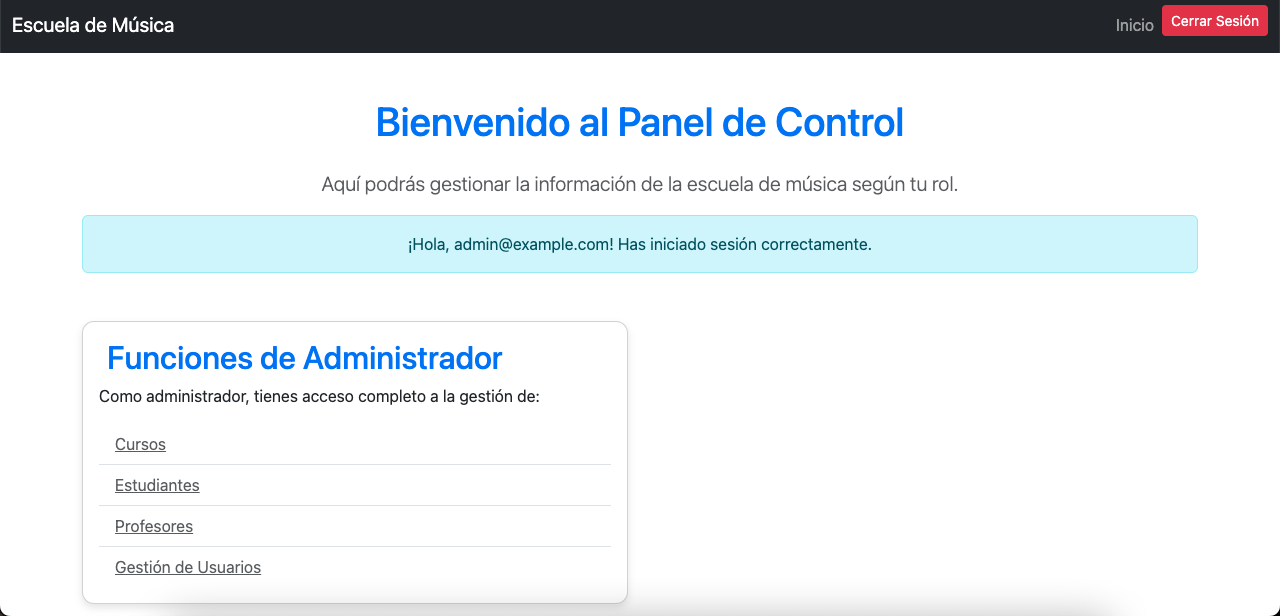 Escuela de Música
Inicio
Cerrar Sesión
Bienvenido al Panel de Control
Aquí podrás gestionar la información de la escuela de música según tu rol.
¡Hola, admin@example.com! Has iniciado sesión correctamente.
Funciones de Administrador
Como administrador, tienes acceso completo a la gestión de:
Cursos
Estudiantes
Profesores
Gestión de Usuarios